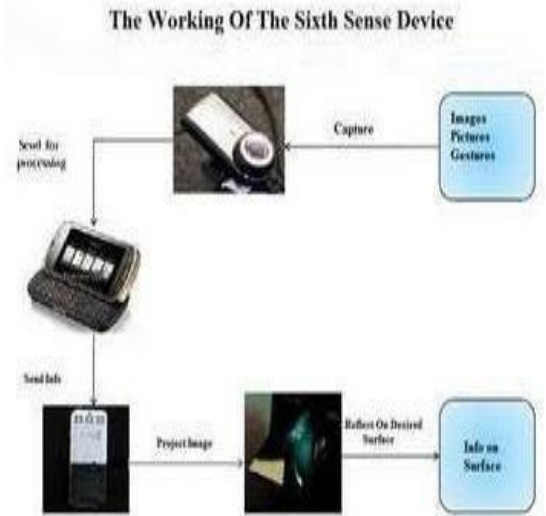 The Working Of The Sixth Sense Device
Images
Pictures
Gestures
Capture
Send for
processing
Send Info
Project Image
Reflect On Desired
Surface
Info on
Surface